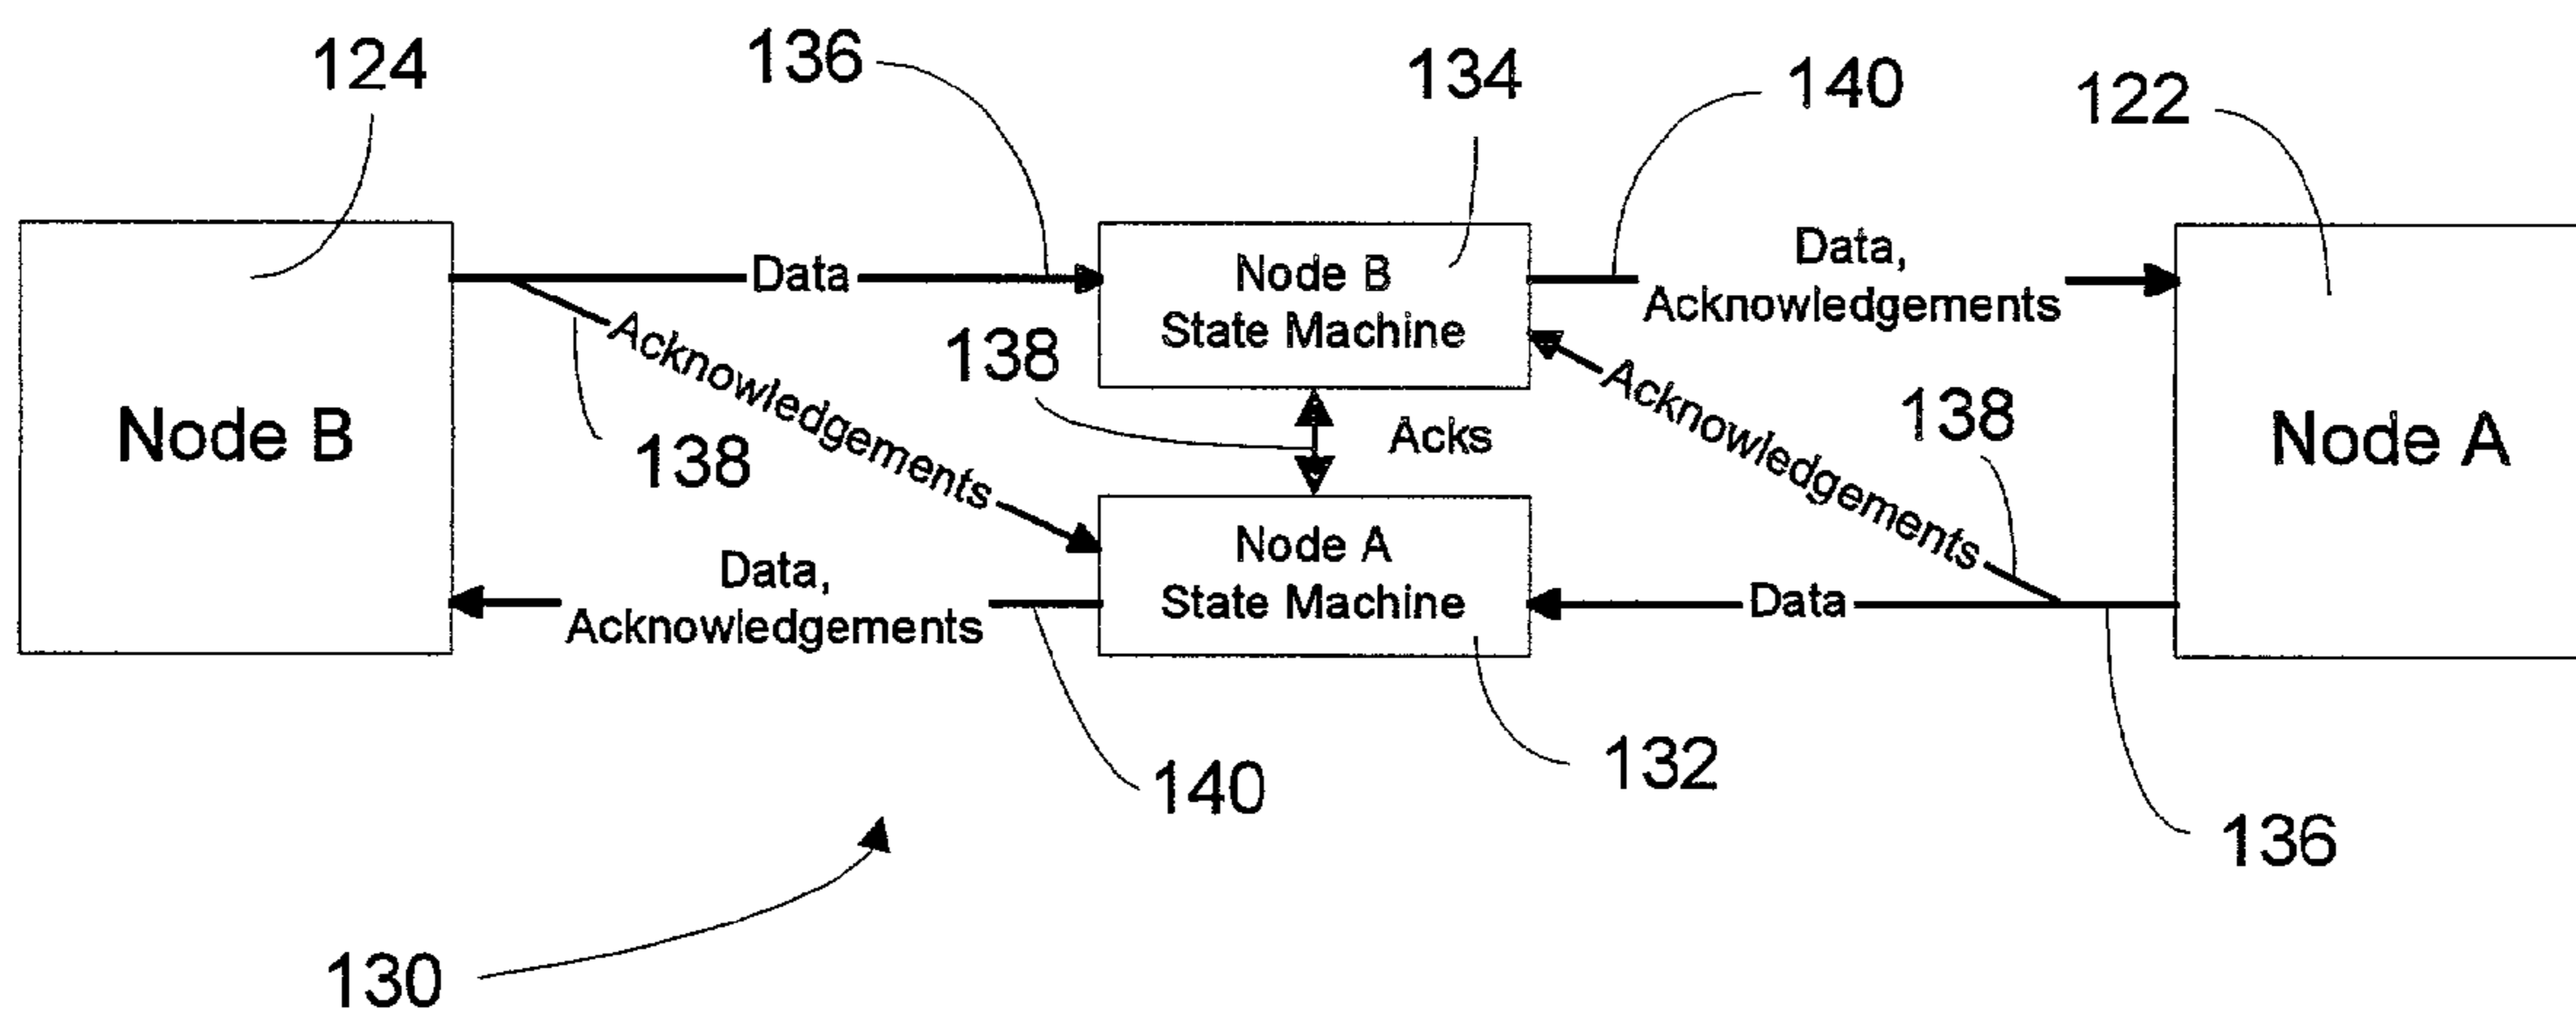 124
136
134
140
122
Node B
Data
Acknowledgements
138
Node B
State Machine
138
Acks
Data,
Acknowledgements
Acknowledgements
138
Node A
Data,
Acknowledgements
Node A
State Machine
Data
140
132
136
130